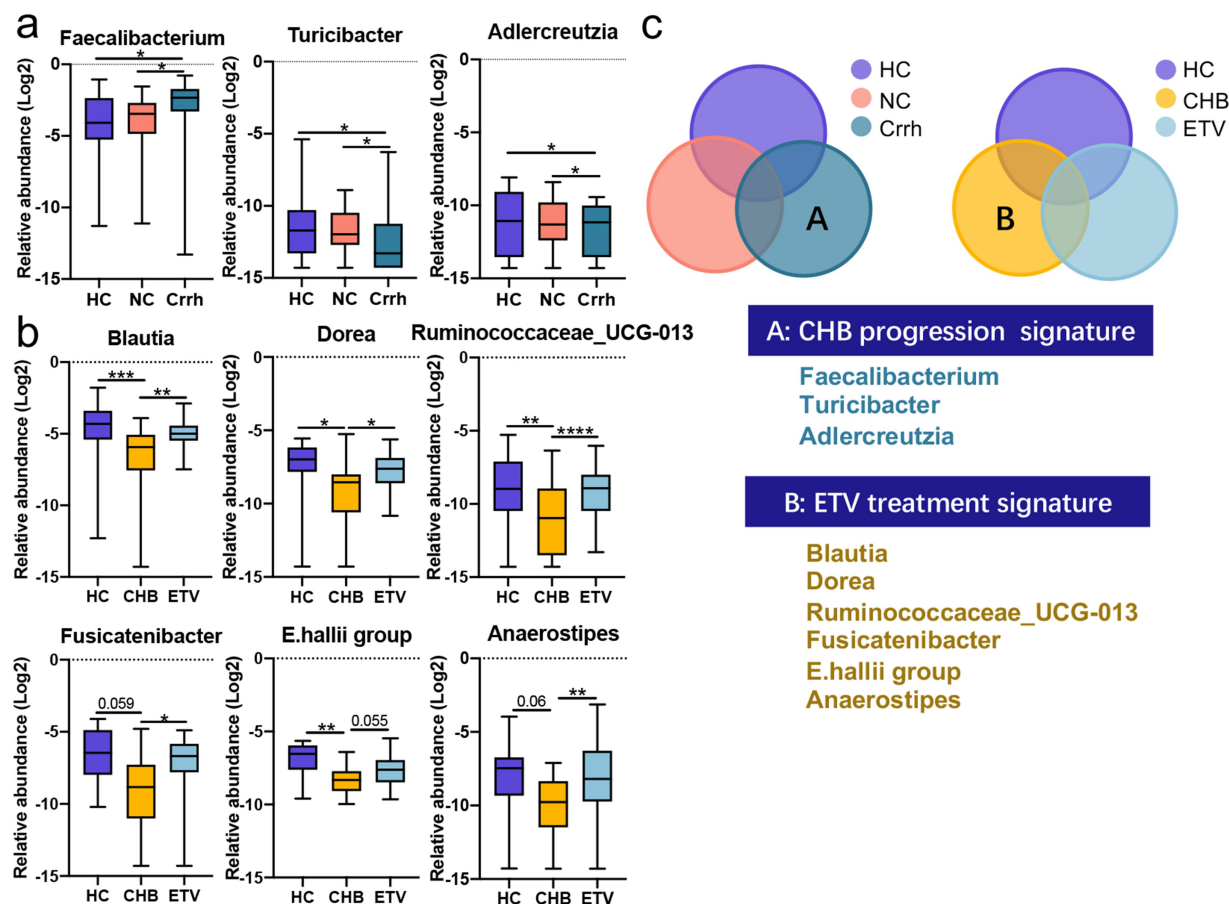 a
Faecalibacterium
Turicibacter
Adlercreutzia
Relative abundance (Log2)
0
-5
-10
-15
*
*
HC NC Crrh
Relative abundance (Log2)
0
-5
-10
-15
*
*
HC NC Crrh
Relative abundance (Log2)
0
-5
-10
-15
*
*
HC NC Crrh
b
Blautia
Dorea
Ruminococcaceae_UCG-013
Relative abundance (Log2)
0
-5
-10
-15
***
**
HC CHB ETV
Relative abundance (Log2)
0
-5
-10
-15
*
*
HC CHB ETV
Relative abundance (Log2)
0
-5
-10
-15
**
****
HC CHB ETV
Fusicatenibacter
E.hallii group
Anaerostipes
Relative abundance (Log2)
0
-5
-10
-15
0.059
*
HC CHB ETV
Relative abundance (Log2)
0
-5
-10
-15
**
0.055
HC CHB ETV
Relative abundance (Log2)
0
-5
-10
-15
0.06
**
HC CHB ETV
c
HC
NC
Crrh
A
HC
CHB
ETV
B
A: CHB progression signature
Faecalibacterium
Turicibacter
Adlercreutzia
B: ETV treatment signature
Blautia
Dorea
Ruminococcaceae_UCG-013
Fusicatenibacter
E.hallii group
Anaerostipes